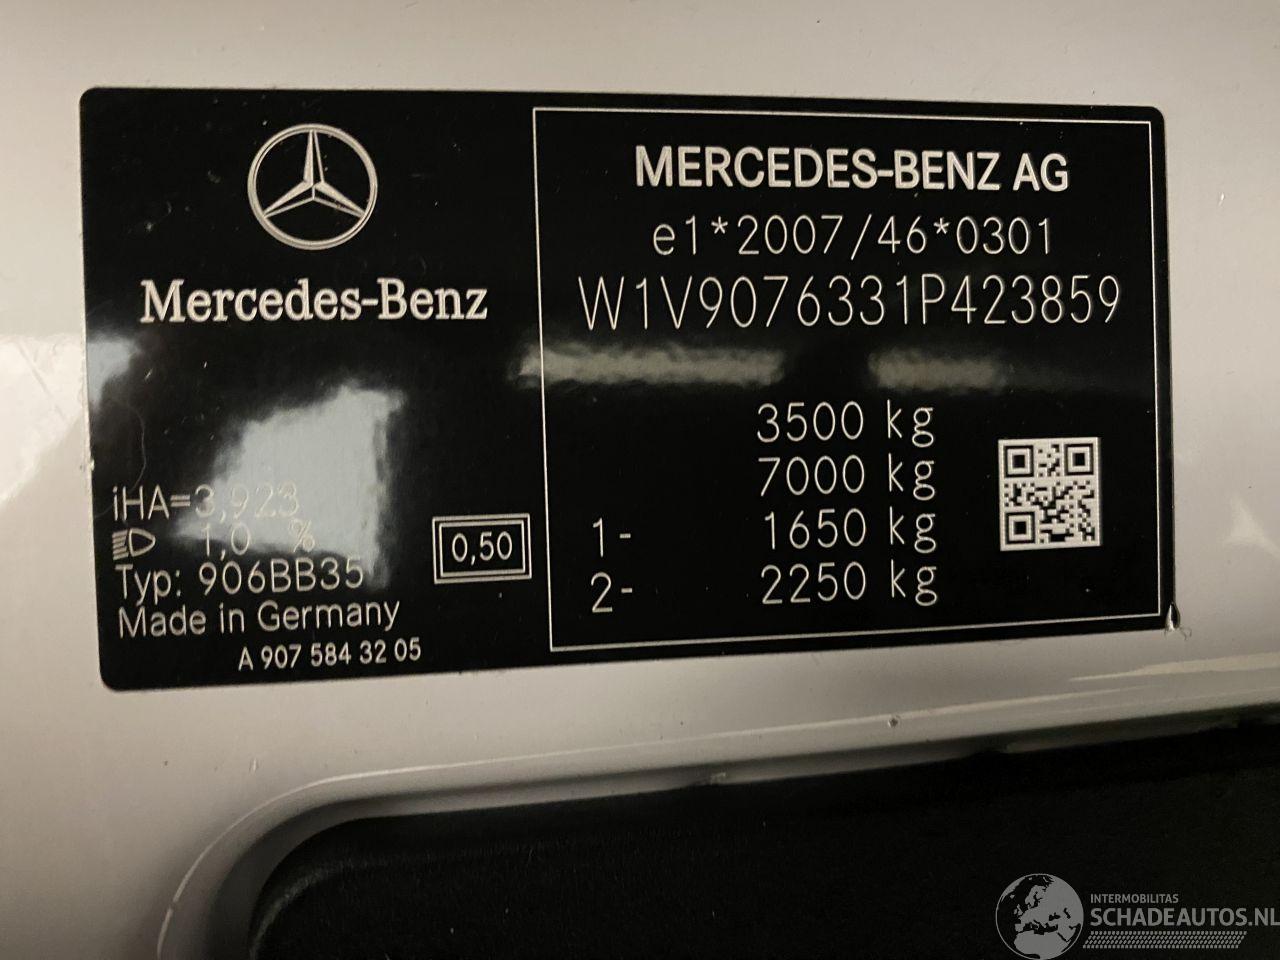 Mercedes-Benz
iHA=3,923
1,0 %
Typ: 906BB35
Made in Germany
A 907 584 32 05
0,50
MERCEDES-BENZ AG
e1*2007/46*0301
W1V9076331P423859
3500 kg
7000 kg
1- 1650 kg
2- 2250 kg
INTERMOBILITAS
SCHADEAUTOS.NL